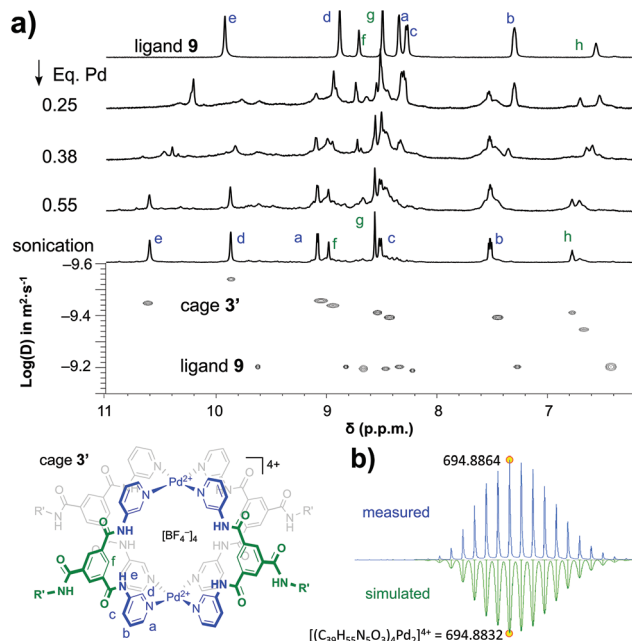 a)
e d g f a c b h
ligand 9
Eq. Pd
0.25
0.38
0.55
g
sonication e d a f c b h
–9.6
cage 3’
–9.4
ligand 9
–9.2
Log(D) in m²·s⁻¹
11 10 9 8 7
δ (p.p.m.)
cage 3’
4+
N N Pd²⁺ N N
O NH HN O
R' NH O O HN R'
[BF₄⁻]₄
O NH HN O
f
O O
R' NH O O HN R'
H N e N N H N
d
c N Pd²⁺ N
b a
b)
694.8864
measured
simulated
[(C₃₉H₅₅N₅O₃)₄Pd₂]⁴⁺ = 694.8832